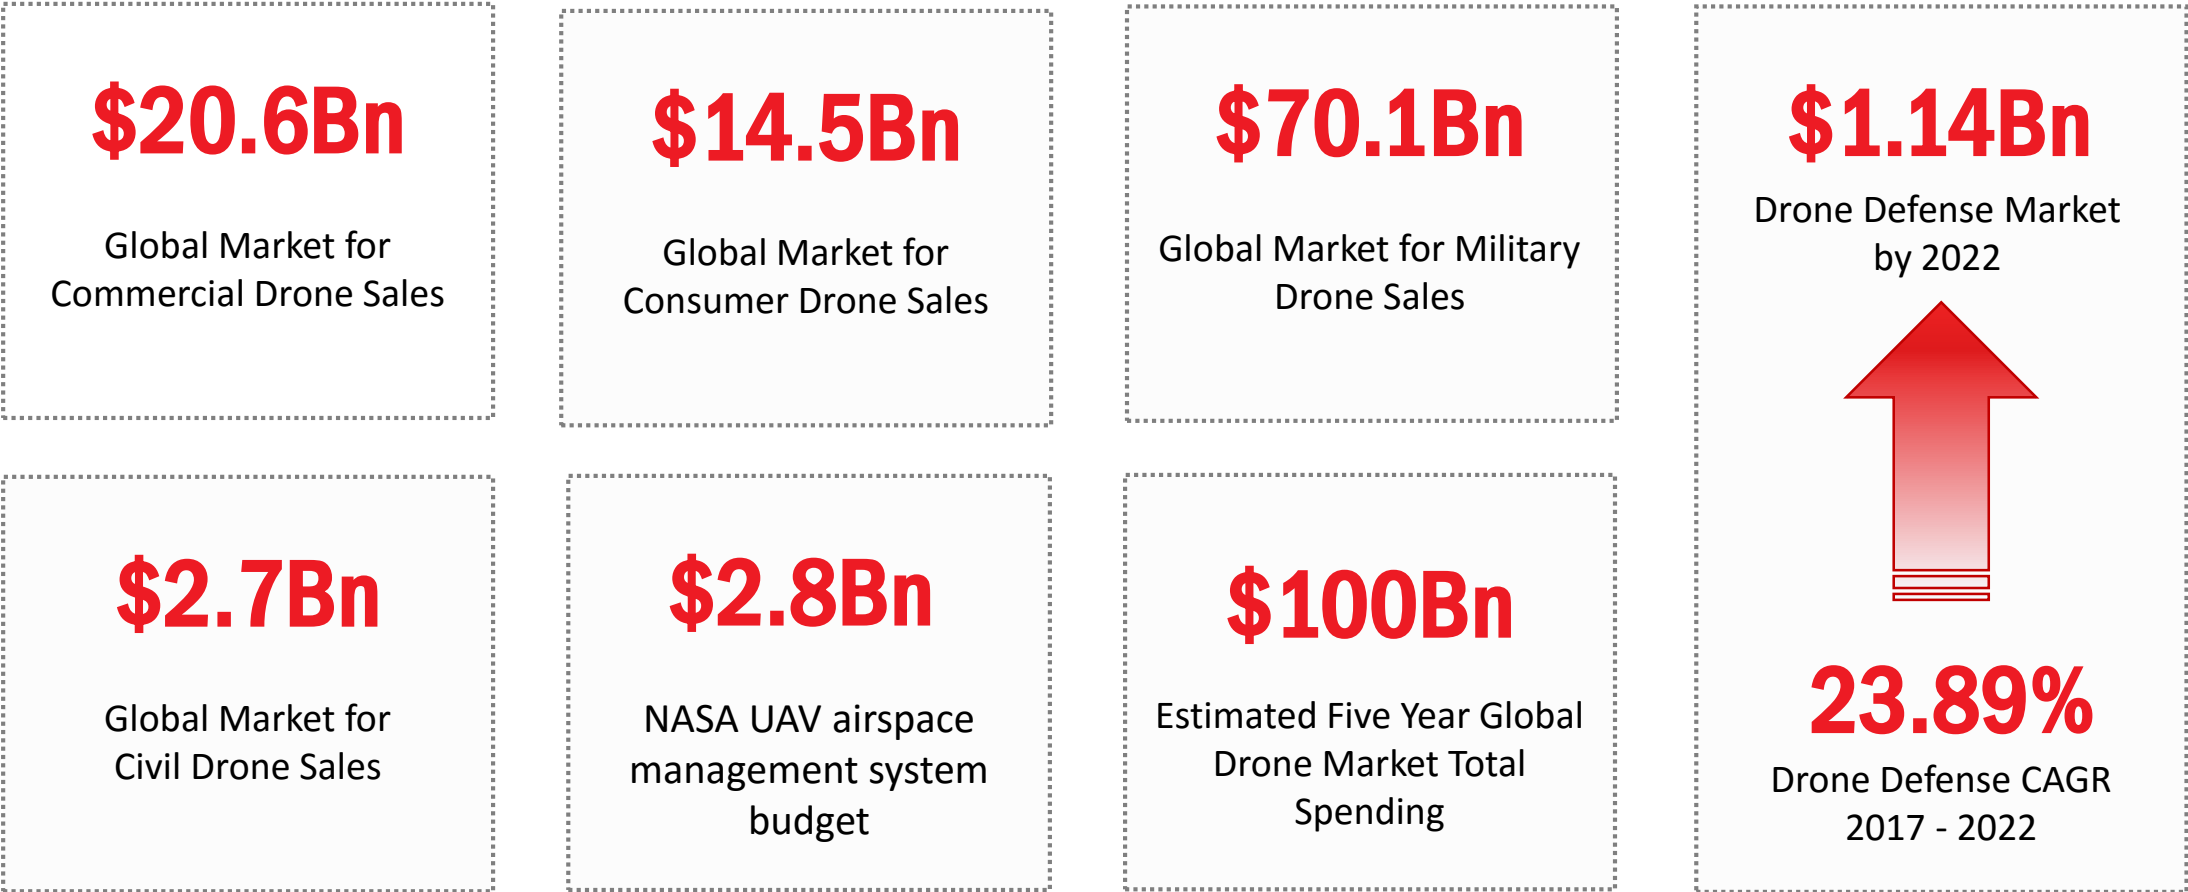 $20.6Bn
Global Market for
Commercial Drone Sales
$14.5Bn
Global Market for
Consumer Drone Sales
$70.1Bn
Global Market for Military
Drone Sales
$1.14Bn
Drone Defense Market
by 2022
23.89%
Drone Defense CAGR
2017 - 2022
$2.7Bn
Global Market for
Civil Drone Sales
$2.8Bn
NASA UAV airspace
management system
budget
$100Bn
Estimated Five Year Global
Drone Market Total
Spending